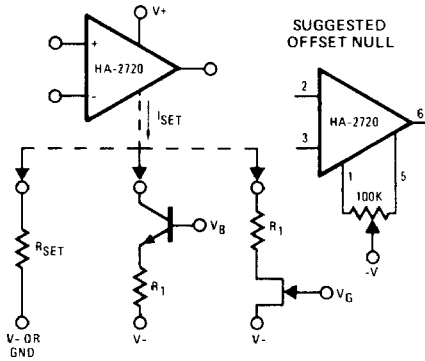 V+
+
HA-2720
-
ISET
RSET
V- OR
GND
VB
R1
V-
R1
VG
V-
SUGGESTED
OFFSET NULL
2
HA-2720
6
3
1
5
100K
-V